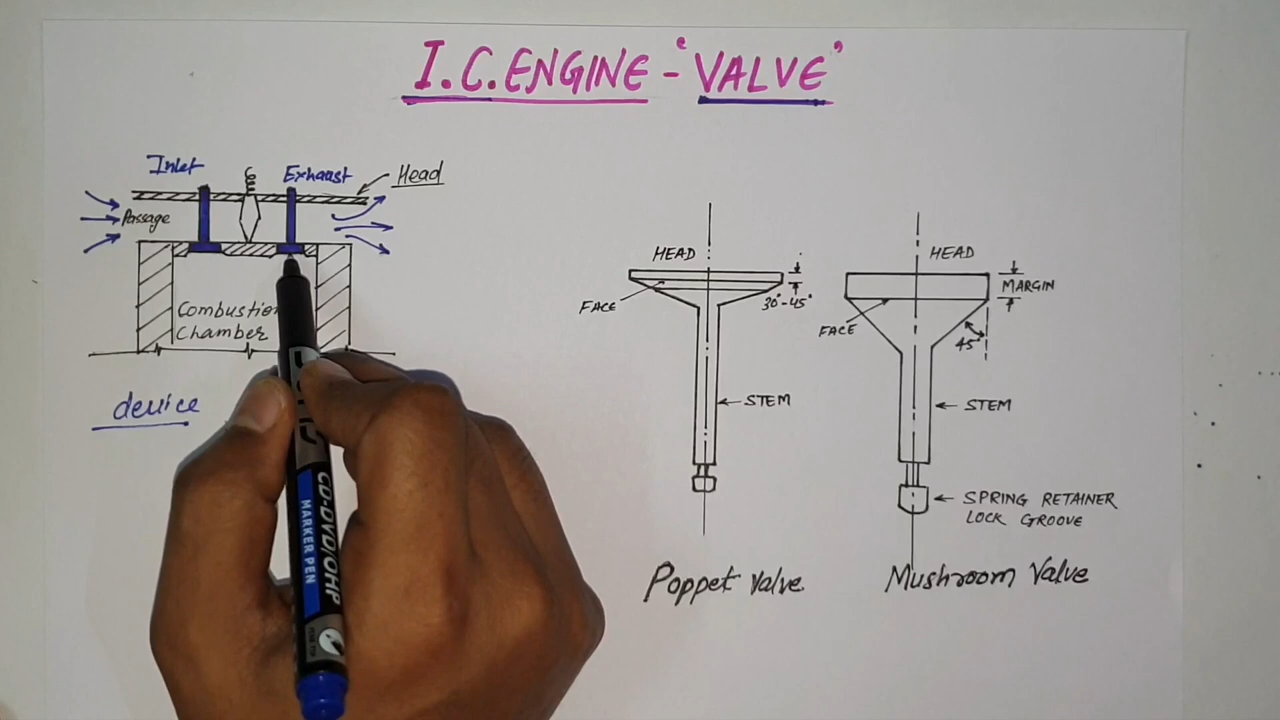 I.C. ENGINE - "VALVE"
Inlet
Exhaust
Head
Passage
Combustion
Chamber
device
HEAD
FACE
30° - 45°
STEM
Poppet Valve
HEAD
MARGIN
FACE
45°
STEM
SPRING RETAINER
LOCK GROOVE
Mushroom Valve
CD-DVD/OHP
MARKER PEN